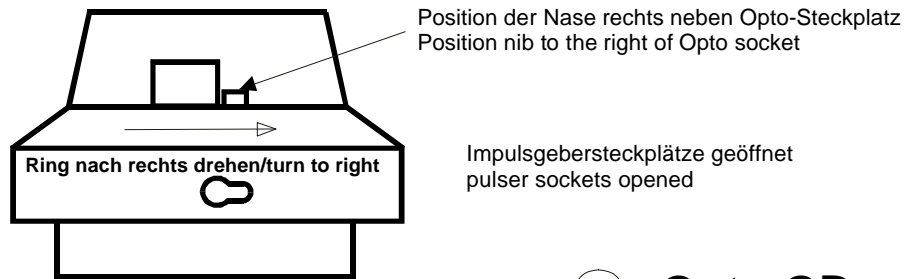 Position der Nase rechts neben Opto-Steckplatz
Position nib to the right of Opto socket
Ring nach rechts drehen/turn to right
Impulsgebersteckplätze geöffnet
pulser sockets opened